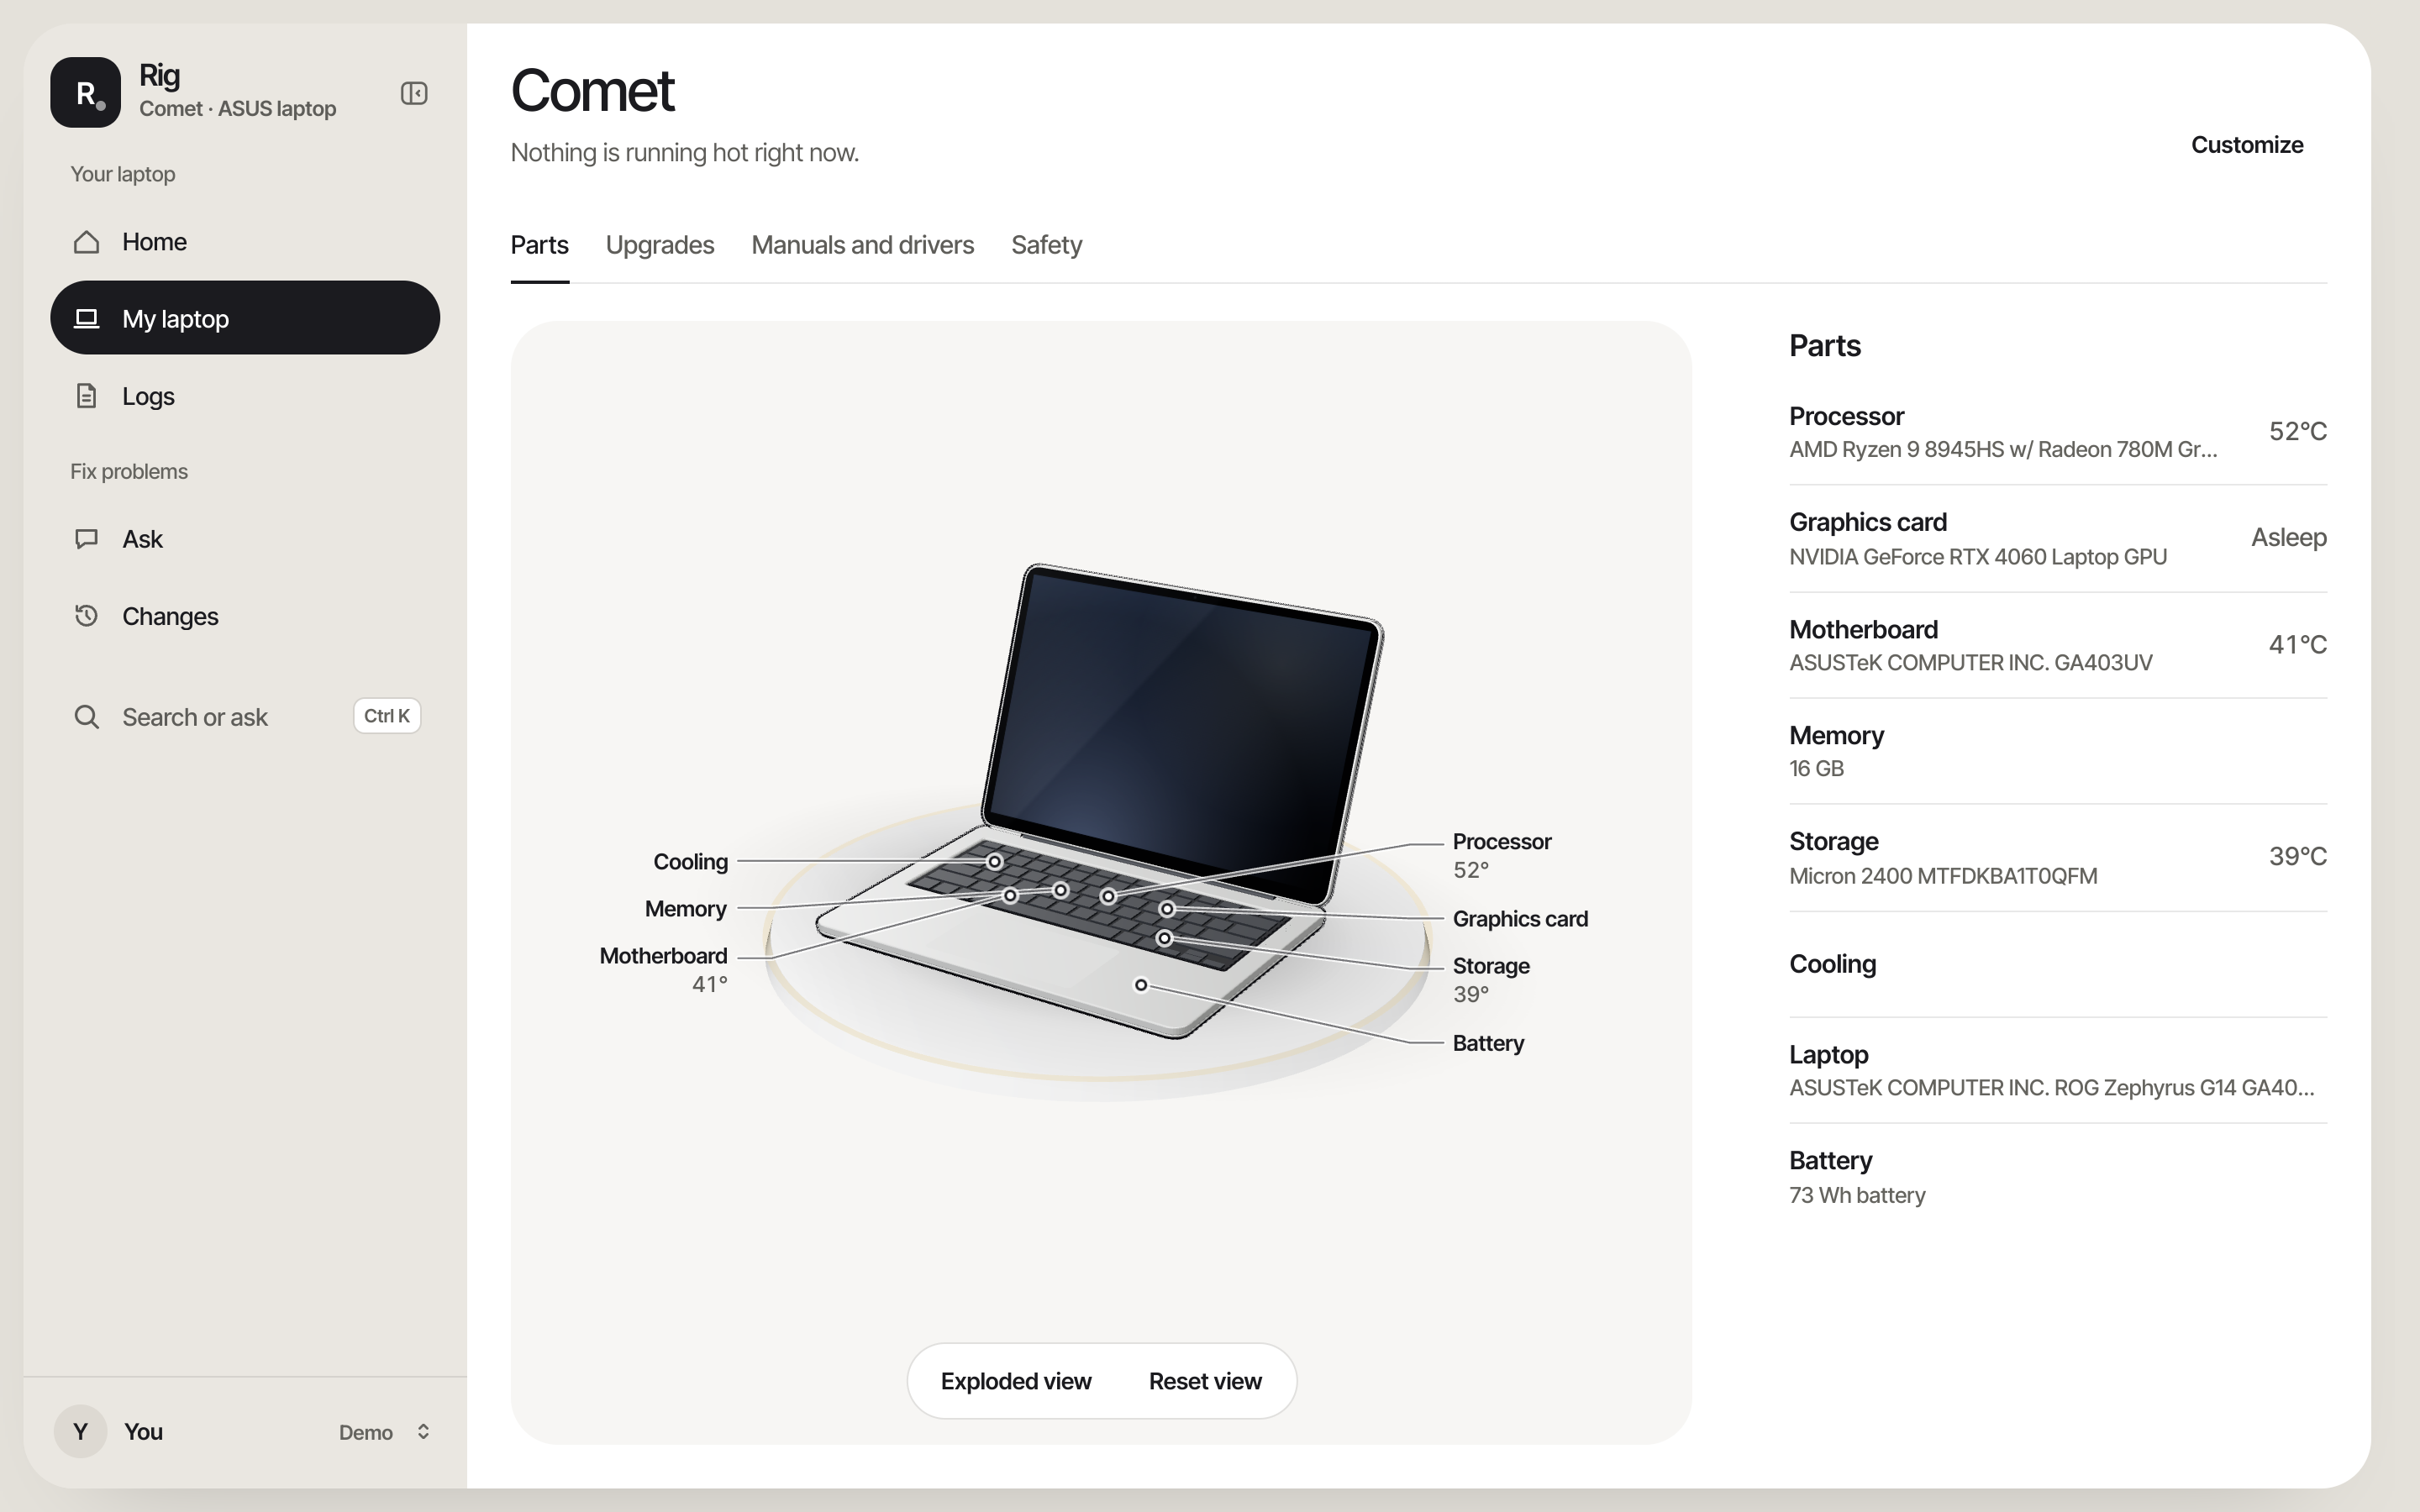 R.
Rig
Comet · ASUS laptop
Your laptop
Home
My laptop
Logs
Fix problems
Ask
Changes
Search or ask
Ctrl K
Y
You
Demo
Comet
Nothing is running hot right now.
Customize
Parts
Upgrades
Manuals and drivers
Safety
Cooling
Memory
Motherboard
41°
Processor
52°
Graphics card
Storage
39°
Battery
Exploded view
Reset view
Parts
Processor
AMD Ryzen 9 8945HS w/ Radeon 780M Gr...
52°C
Graphics card
NVIDIA GeForce RTX 4060 Laptop GPU
Asleep
Motherboard
ASUSTeK COMPUTER INC. GA403UV
41°C
Memory
16 GB
Storage
Micron 2400 MTFDKBA1T0QFM
39°C
Cooling
Laptop
ASUSTeK COMPUTER INC. ROG Zephyrus G14 GA40...
Battery
73 Wh battery